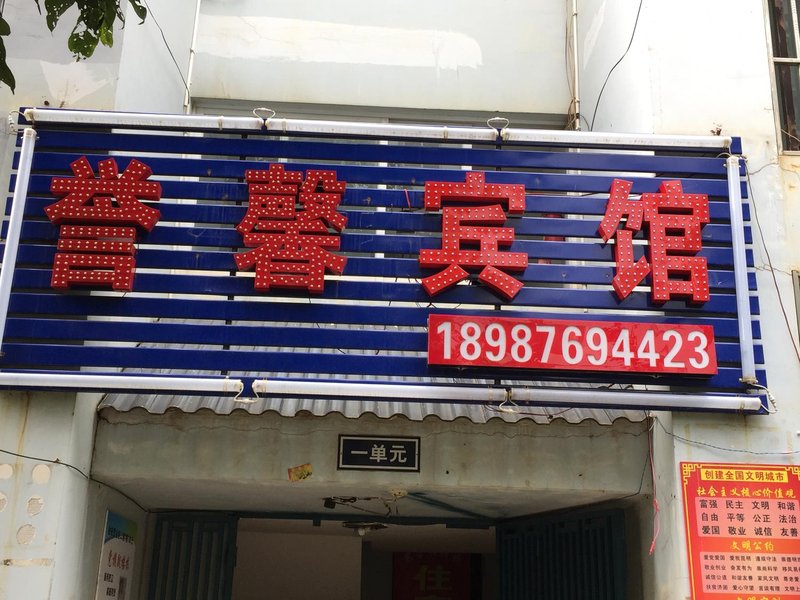 誉馨宾馆
18987694423
一单元
创建全国文明城市
社会主义核心价值观
富强 民主 文明 和谐
自由 平等 公正 法治
爱国 敬业 诚信 友善
文明公约
住